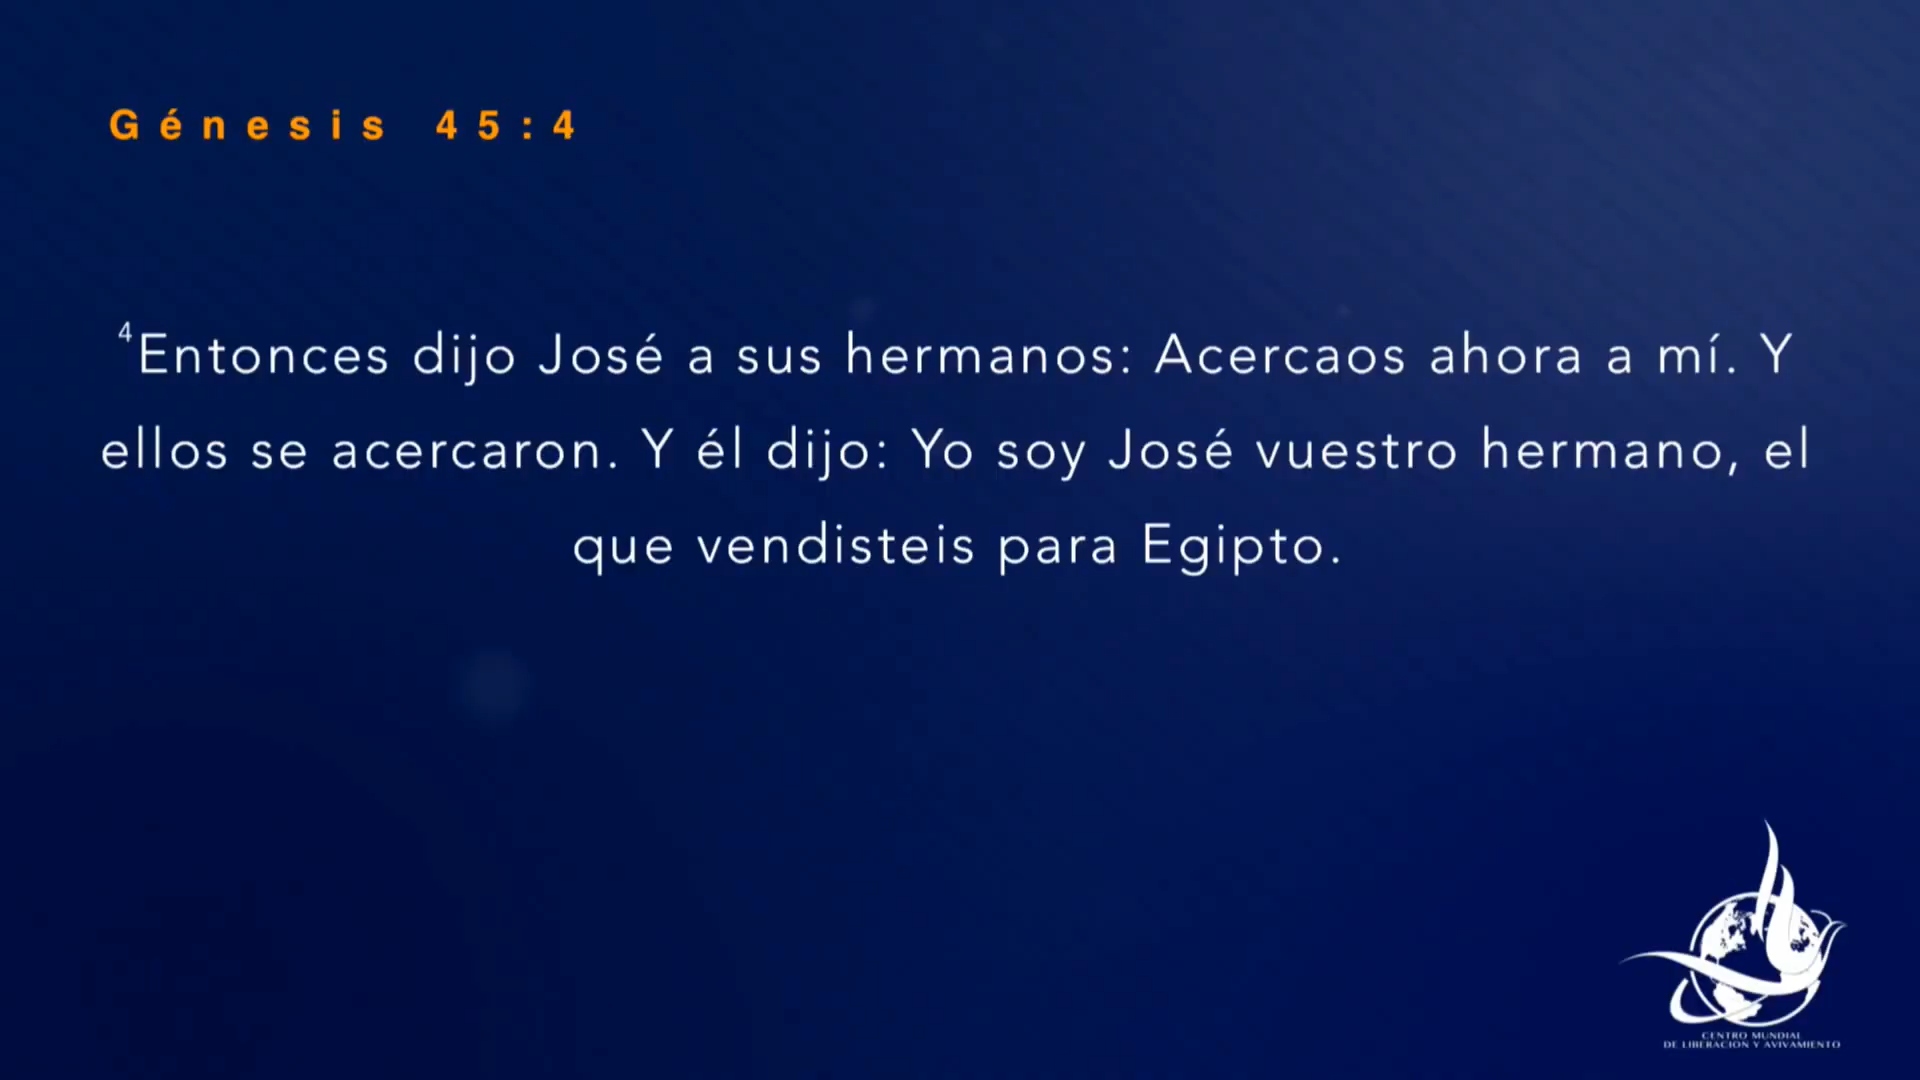 Génesis 45:4
⁴Entonces dijo José a sus hermanos: Acercaos ahora a mí. Y
ellos se acercaron. Y él dijo: Yo soy José vuestro hermano, el
que vendisteis para Egipto.
CENTRO MUNDIAL
DE LIBERACION Y AVIVAMIENTO